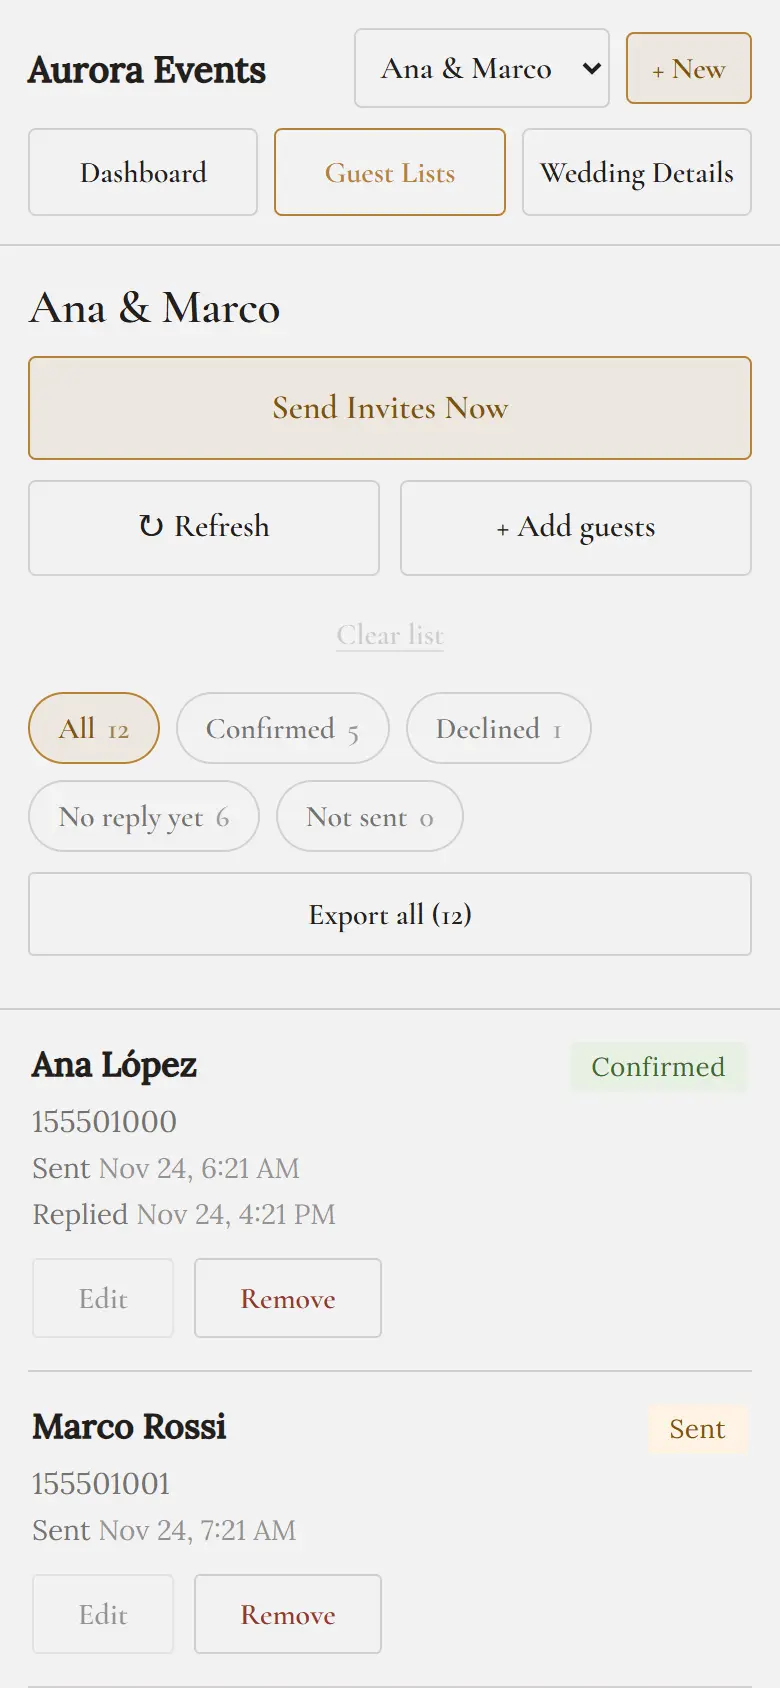 Aurora Events
Ana & Marco
+ New
Dashboard
Guest Lists
Wedding Details
Ana & Marco
Send Invites Now
↻ Refresh
+ Add guests
Clear list
All 12
Confirmed 5
Declined 1
No reply yet 6
Not sent 0
Export all (12)
Ana López
Confirmed
155501000
Sent Nov 24, 6:21 AM
Replied Nov 24, 4:21 PM
Edit
Remove
Marco Rossi
Sent
155501001
Sent Nov 24, 7:21 AM
Edit
Remove